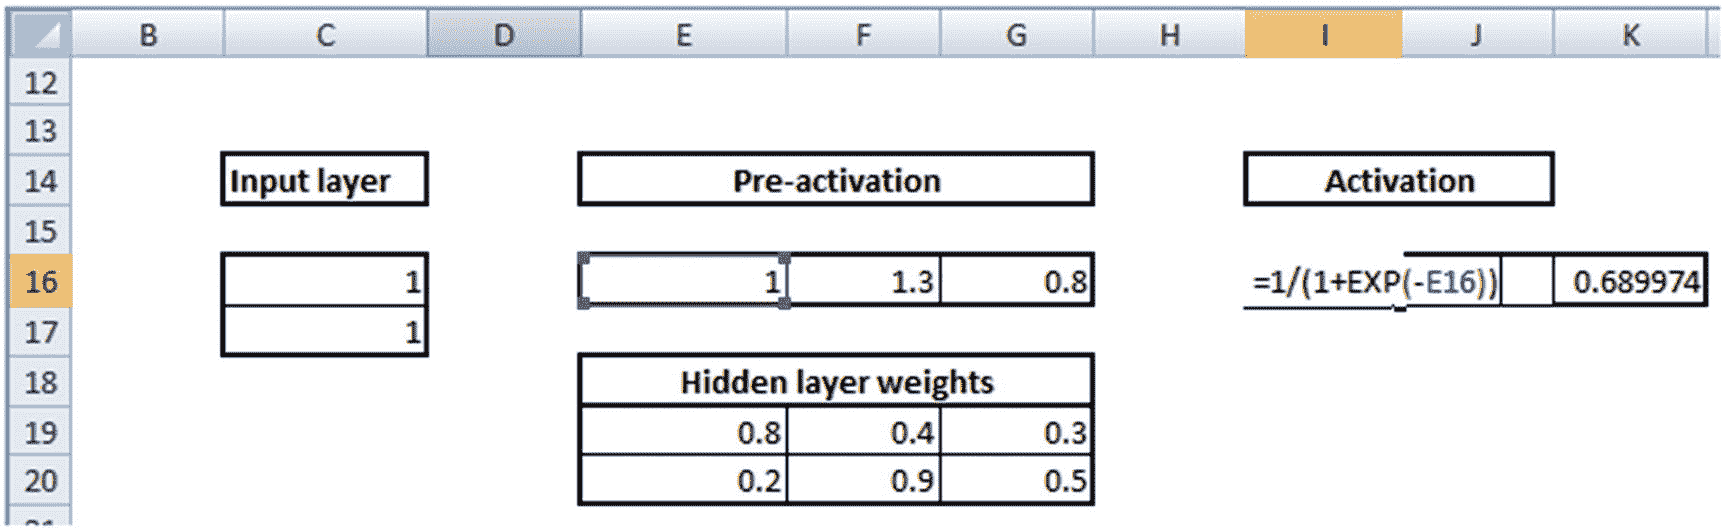 B C D E F G H I J K
12
13
14 Input layer Pre-activation Activation
15
16 1 1 1.3 0.8 =1/(1+EXP(-E16)) 0.689974
17 1
18 Hidden layer weights
19 0.8 0.4 0.3
20 0.2 0.9 0.5